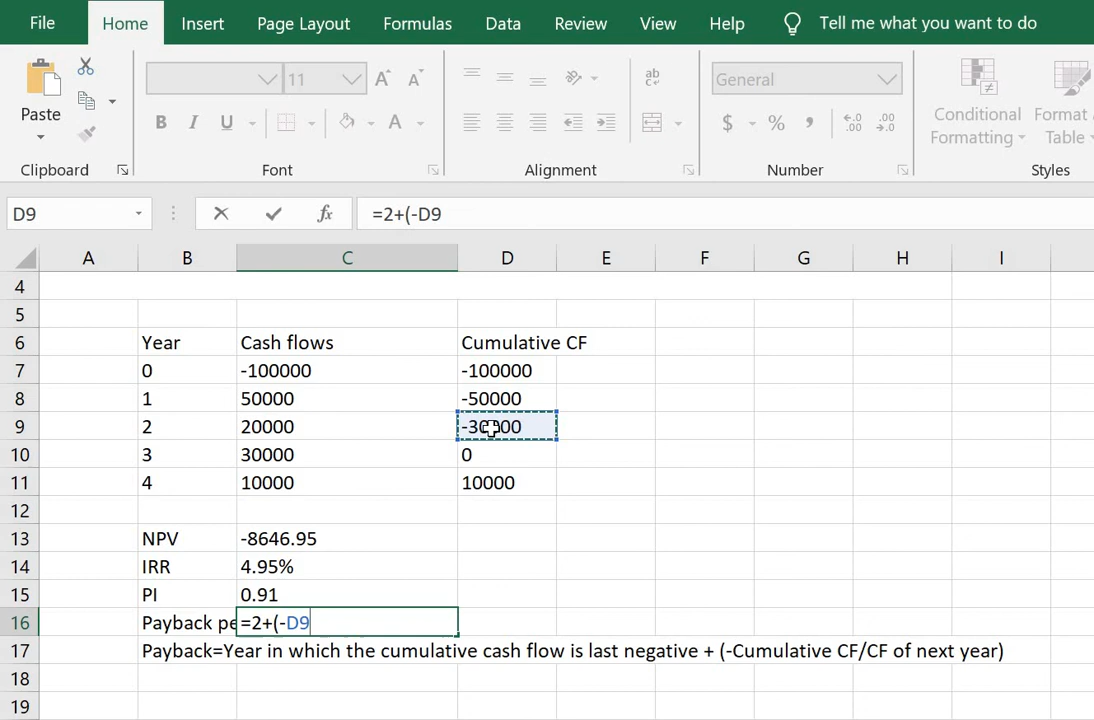 File Home Insert Page Layout Formulas Data Review View Help Tell me what you want to do
11 A A ab General
Paste Conditional Format
B I U A $ % , Formatting Table
Clipboard Font Alignment Number Styles
D9 fx =2+(-D9
A B C D E F G H I
4
5
6 Year Cash flows Cumulative CF
7 0 -100000 -100000
8 1 50000 -50000
9 2 20000 -30000
10 3 30000 0
11 4 10000 10000
12
13 NPV -8646.95
14 IRR 4.95%
15 PI 0.91
16 Payback pe =2+(-D9
17 Payback=Year in which the cumulative cash flow is last negative + (-Cumulative CF/CF of next year)
18
19